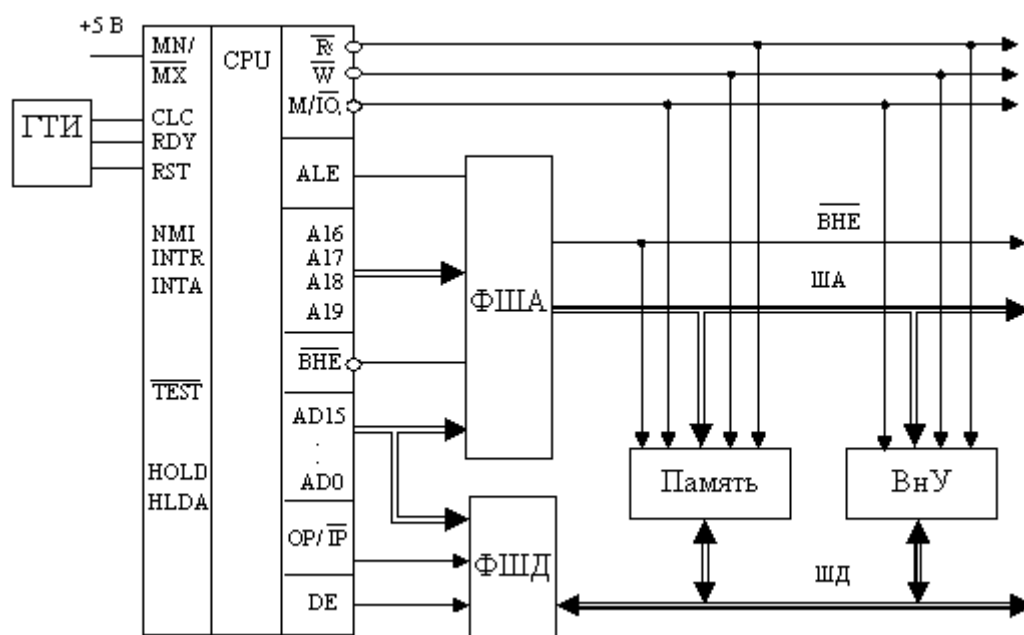 +5 В
MN/
MX
CPU
R
W
M/IO
ГТИ
CLC
RDY
RST
ALE
NMI
INTR
INTA
A16
A17
A18
A19
ФША
BHE
ША
BHE
TEST
AD15
.
.
AD0
HOLD
HLDA
Память
ВнУ
OP/IP
ФШД
ШД
DE